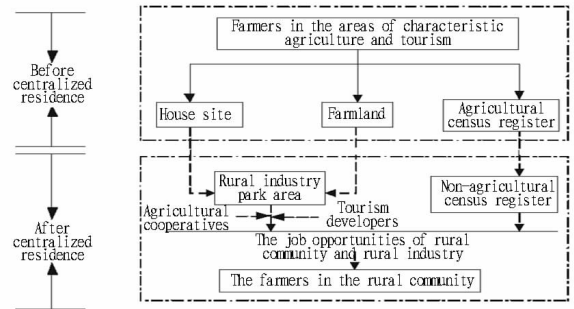 Farmers in the areas of characteristic
agriculture and tourism
Before
centralized
residence
House site
Farmland
Agricultural
census register
Rural industry
park area
Non-agricultural
census register
Agricultural
cooperatives
Tourism
developers
After
centralized
residence
The job opportunities of rural
community and rural industry
The farmers in the rural community